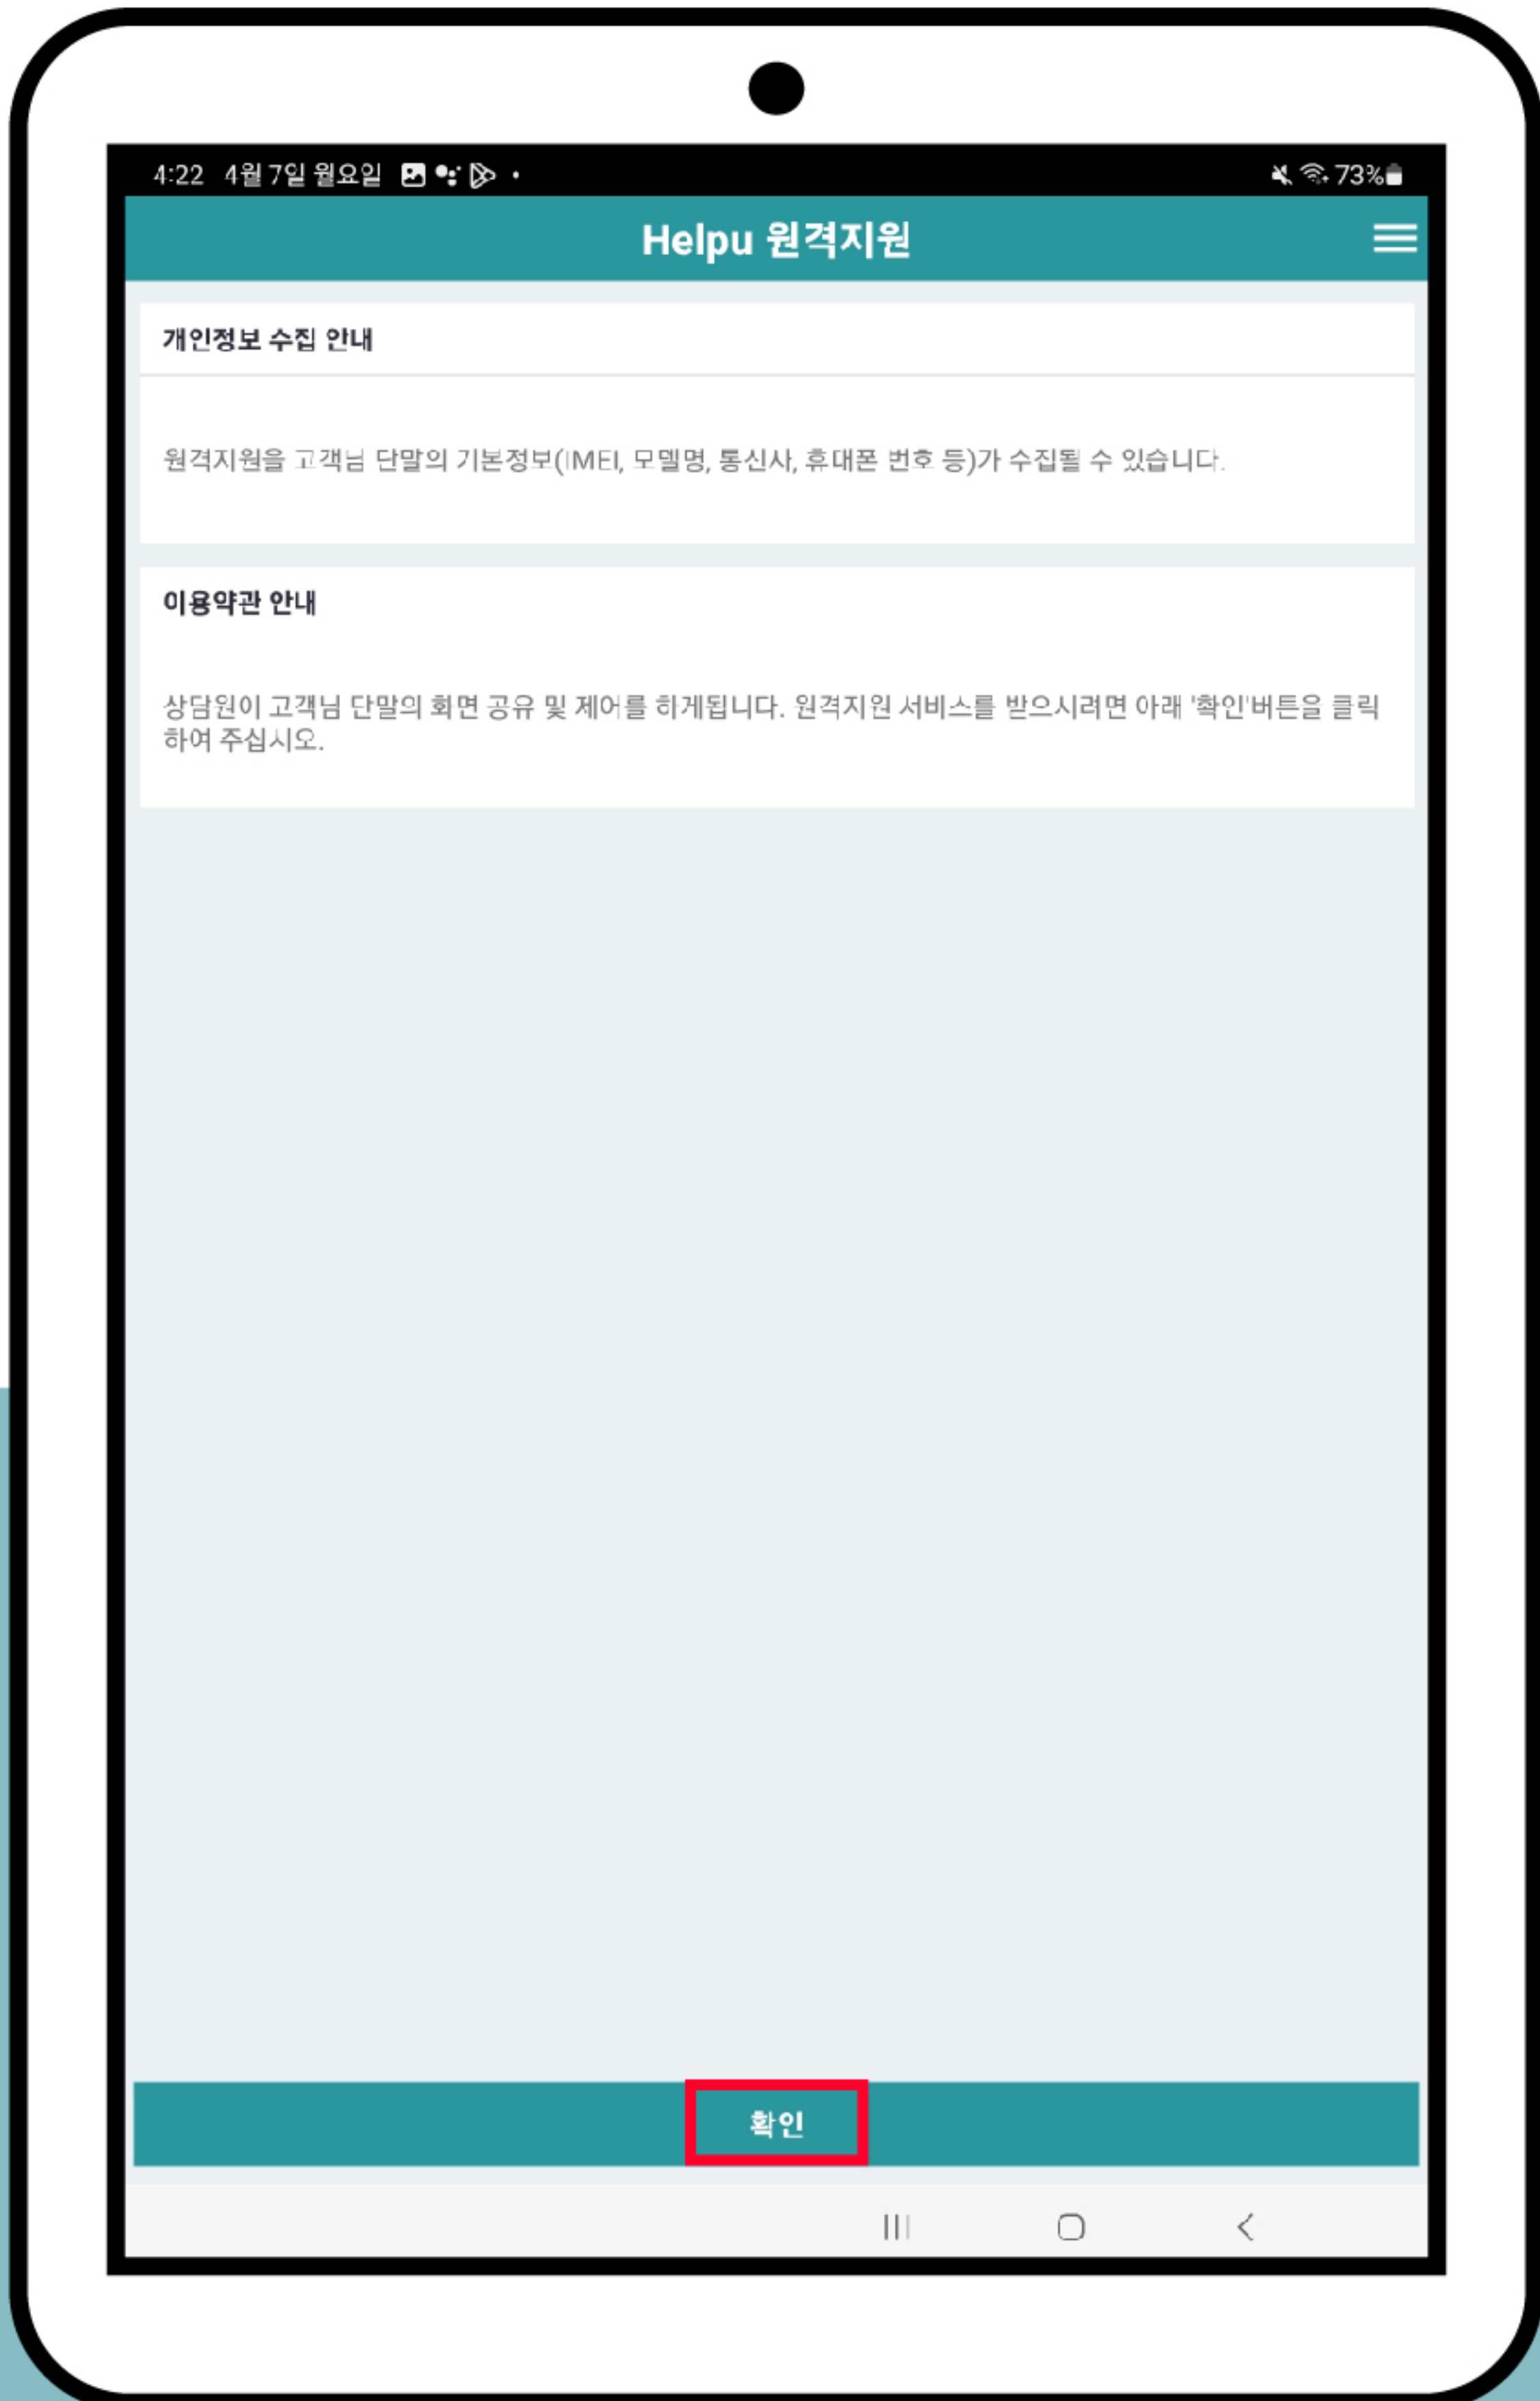 4:22 4월 7일 월요일
73%
Helpu 원격지원
개인정보 수집 안내
원격지원을 고객님 단말의 기본정보(IMEI, 모델명, 통신사, 휴대폰 번호 등)가 수집될 수 있습니다.
이용약관 안내
상담원이 고객님 단말의 화면 공유 및 제어를 하게됩니다. 원격지원 서비스를 받으시려면 아래 '확인'버튼을 클릭
하여 주십시오.
확인